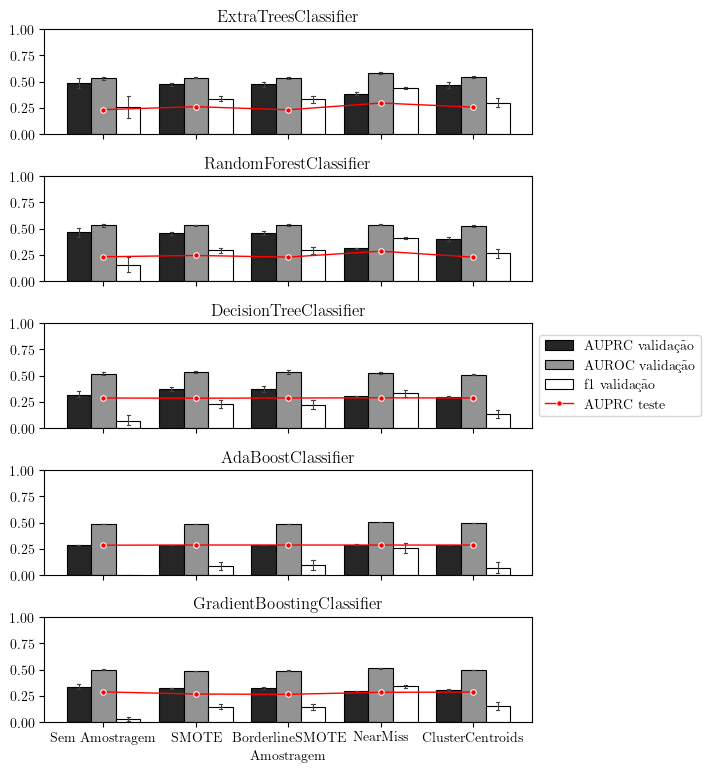 ExtraTreesClassifier
1.00
0.75
0.50
0.25
0.00
RandomForestClassifier
1.00
0.75
0.50
0.25
0.00
DecisionTreeClassifier
1.00
0.75
0.50
0.25
0.00
AUPRC validação
AUROC validação
f1 validação
AUPRC teste
AdaBoostClassifier
1.00
0.75
0.50
0.25
0.00
GradientBoostingClassifier
1.00
0.75
0.50
0.25
0.00
Sem Amostragem SMOTE BorderlineSMOTE NearMiss ClusterCentroids
Amostragem